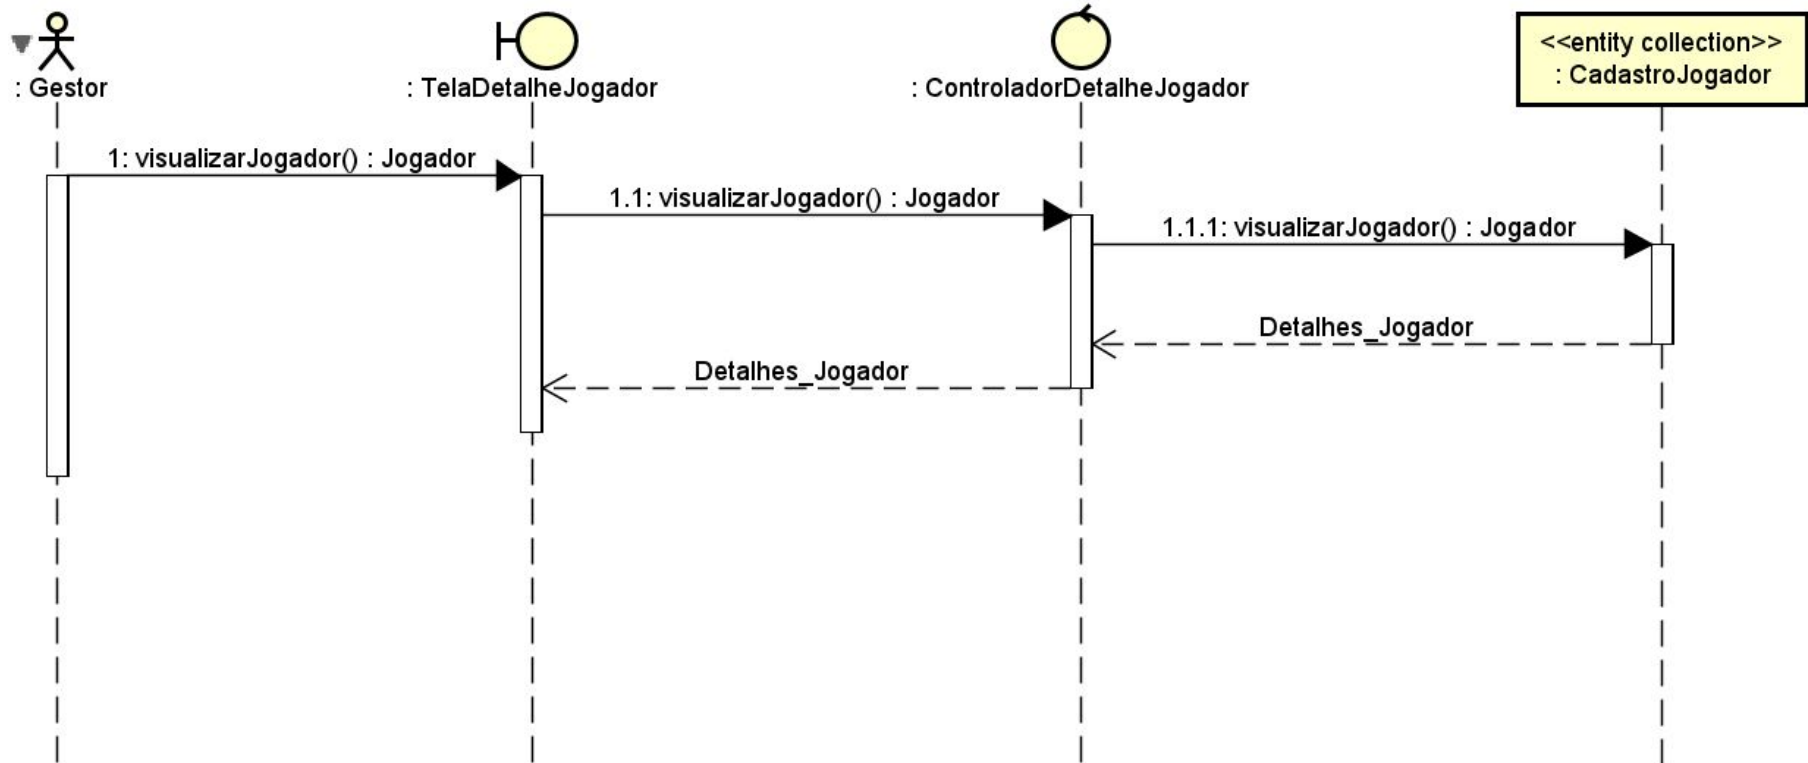 : Gestor
: TelaDetalheJogador
: ControladorDetalheJogador
<<entity collection>>
: CadastroJogador
1: visualizarJogador() : Jogador
1.1: visualizarJogador() : Jogador
1.1.1: visualizarJogador() : Jogador
Detalhes_Jogador
Detalhes_Jogador